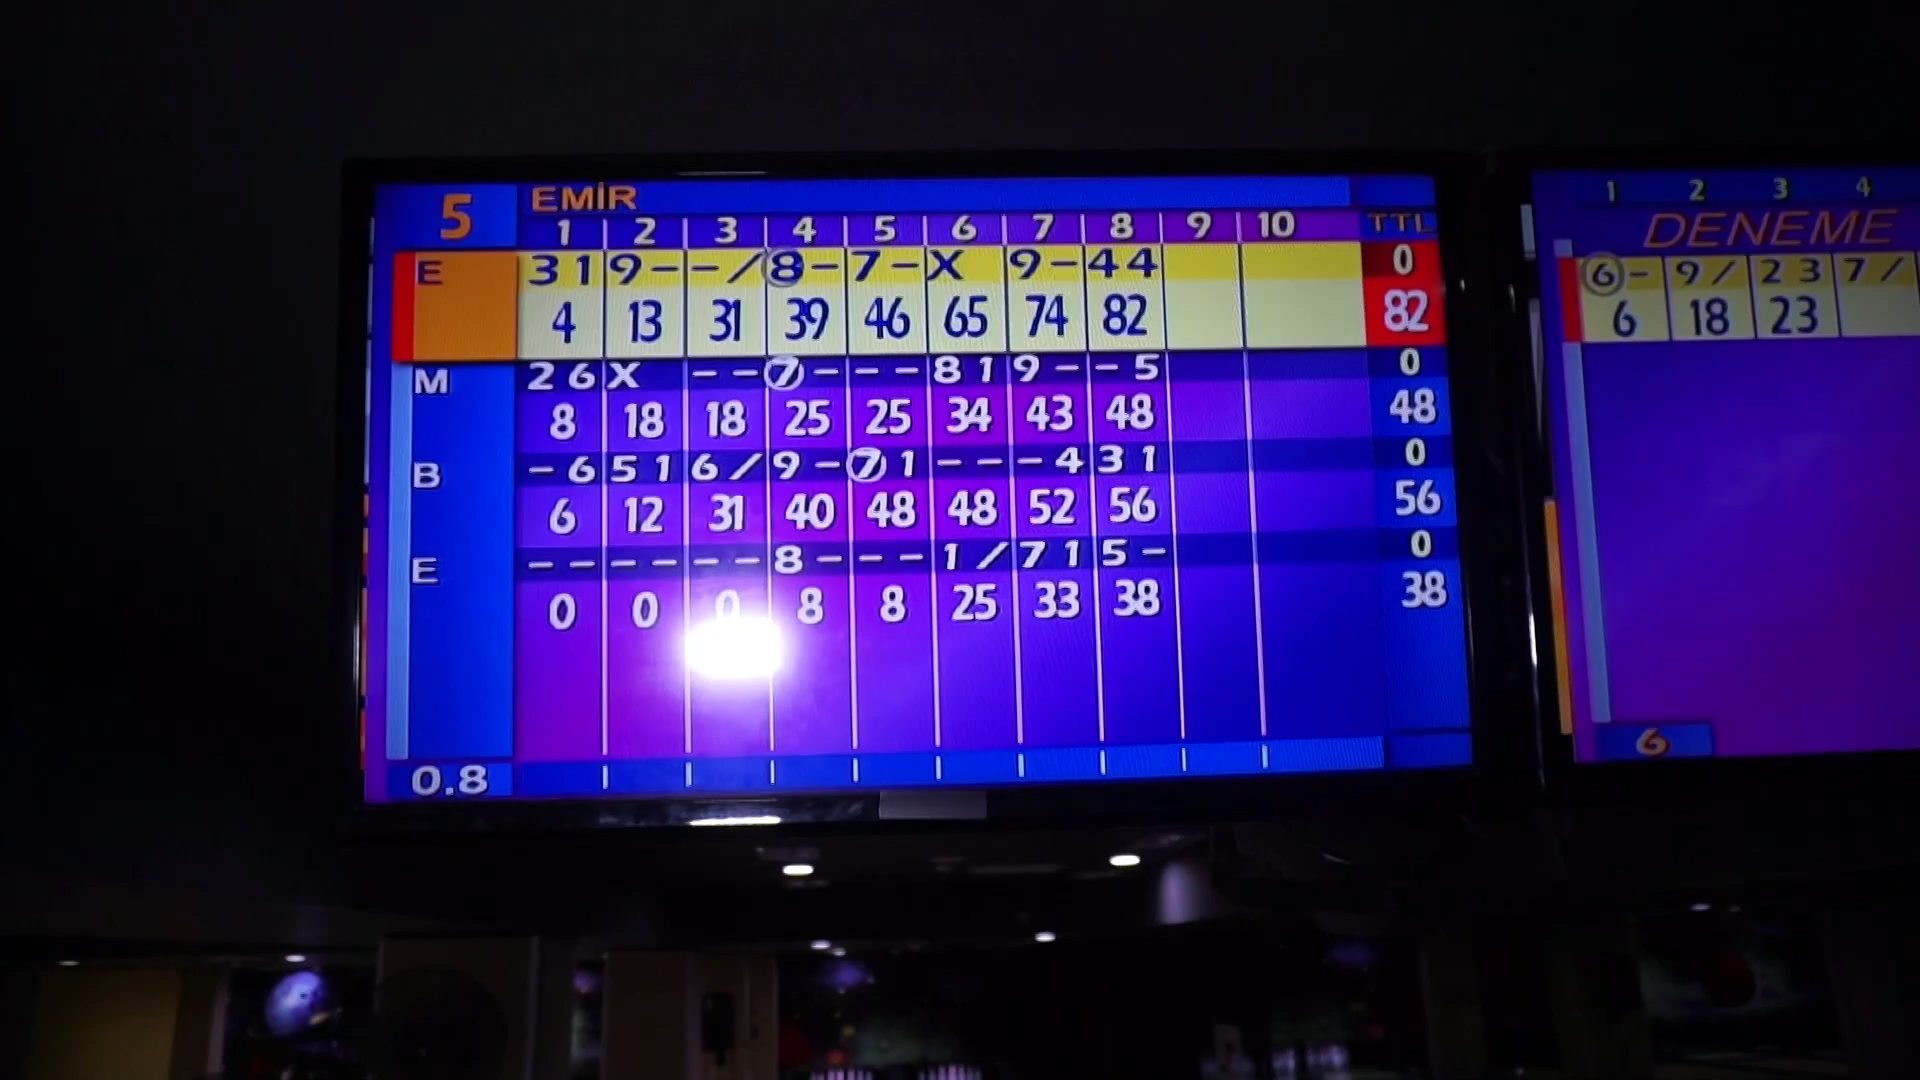 5 EMİR
1 2 3 4 5 6 7 8 9 10 TTL
E 3 1 9 - - / 8 - 7 - X 9 - 4 4 0
4 13 31 39 46 65 74 82 82
M 2 6 X - - 7 - - - 8 1 9 - - 5 0
8 18 18 25 25 34 43 48 48
B - 6 5 1 6 / 9 - 7 1 - - - 4 3 1 0
6 12 31 40 48 48 52 56 56
E - - - - - - 8 - - - 1 / 7 1 5 - 0
0 0 0 8 8 25 33 38 38
0.8
1 2 3 4
DENEME
6 - 9 / 2 3 7 /
6 18 23
6